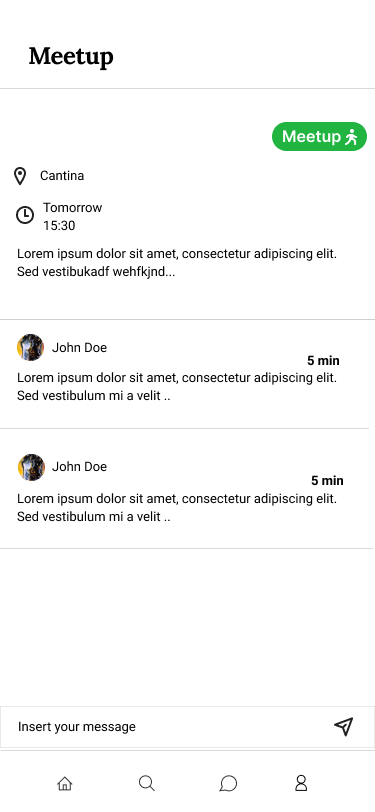 Meetup
Meetup
Cantina
Tomorrow
15:30
Lorem ipsum dolor sit amet, consectetur adipiscing elit.
Sed vestibukadf wehfkjnd...
John Doe
5 min
Lorem ipsum dolor sit amet, consectetur adipiscing elit.
Sed vestibulum mi a velit ..
John Doe
5 min
Lorem ipsum dolor sit amet, consectetur adipiscing elit.
Sed vestibulum mi a velit ..
Insert your message